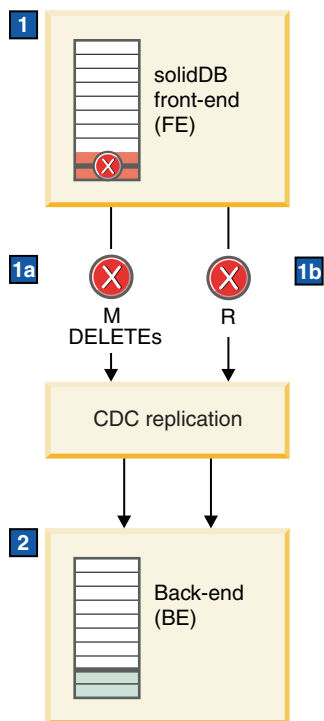 1
solidDB
front-end
(FE)
X
1a
X
X
1b
M
DELETEs
R
CDC replication
2
Back-end
(BE)